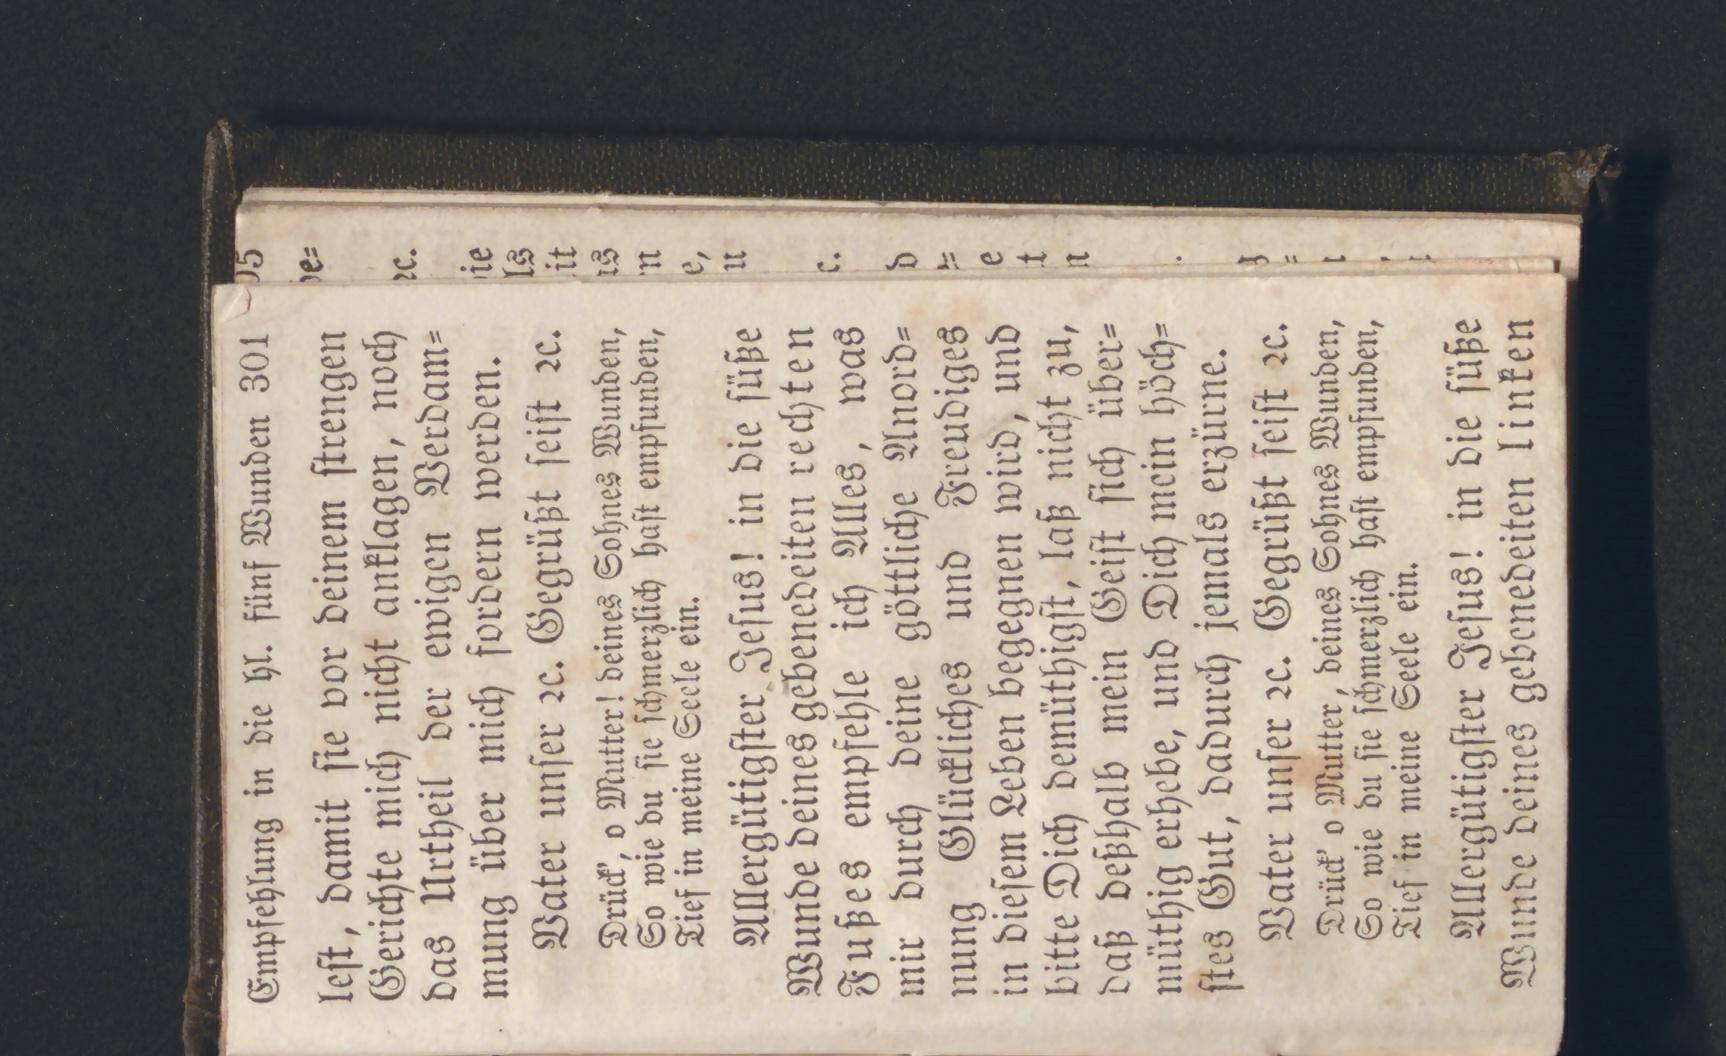 Empfehlung in die hl. fünf Wunden 301
lest, damit sie vor deinem strengen
Gerichte mich nicht anklagen, noch
das Urtheil der ewigen Verdam=
mung über mich fordern werden.
Vater unser ꝛc. Gegrüßt seist ꝛc.
Drück', o Mutter! deines Sohnes Wunden,
So wie du sie schmerzlich hast empfunden,
Tief in meine Seele ein.
Allergütigster Jesus! in die süße
Wunde deines gebenedeiten rechten
Fußes empfehle ich Alles, was
mir durch deine göttliche Anord=
nung Glückliches und Freudiges
in diesem Leben begegnen wird, und
bitte Dich demüthigst, laß nicht zu,
daß deßhalb mein Geist sich über=
müthig erhebe, und Dich mein höch=
stes Gut, dadurch jemals erzürne.
Vater unser ꝛc. Gegrüßt seist ꝛc.
Drück' o Mutter, deines Sohnes Wunden,
So wie du sie schmerzlich hast empfunden,
Tief in meine Seele ein.
Allergütigster Jesus! in die süße
Wunde deines gebenedeiten linken